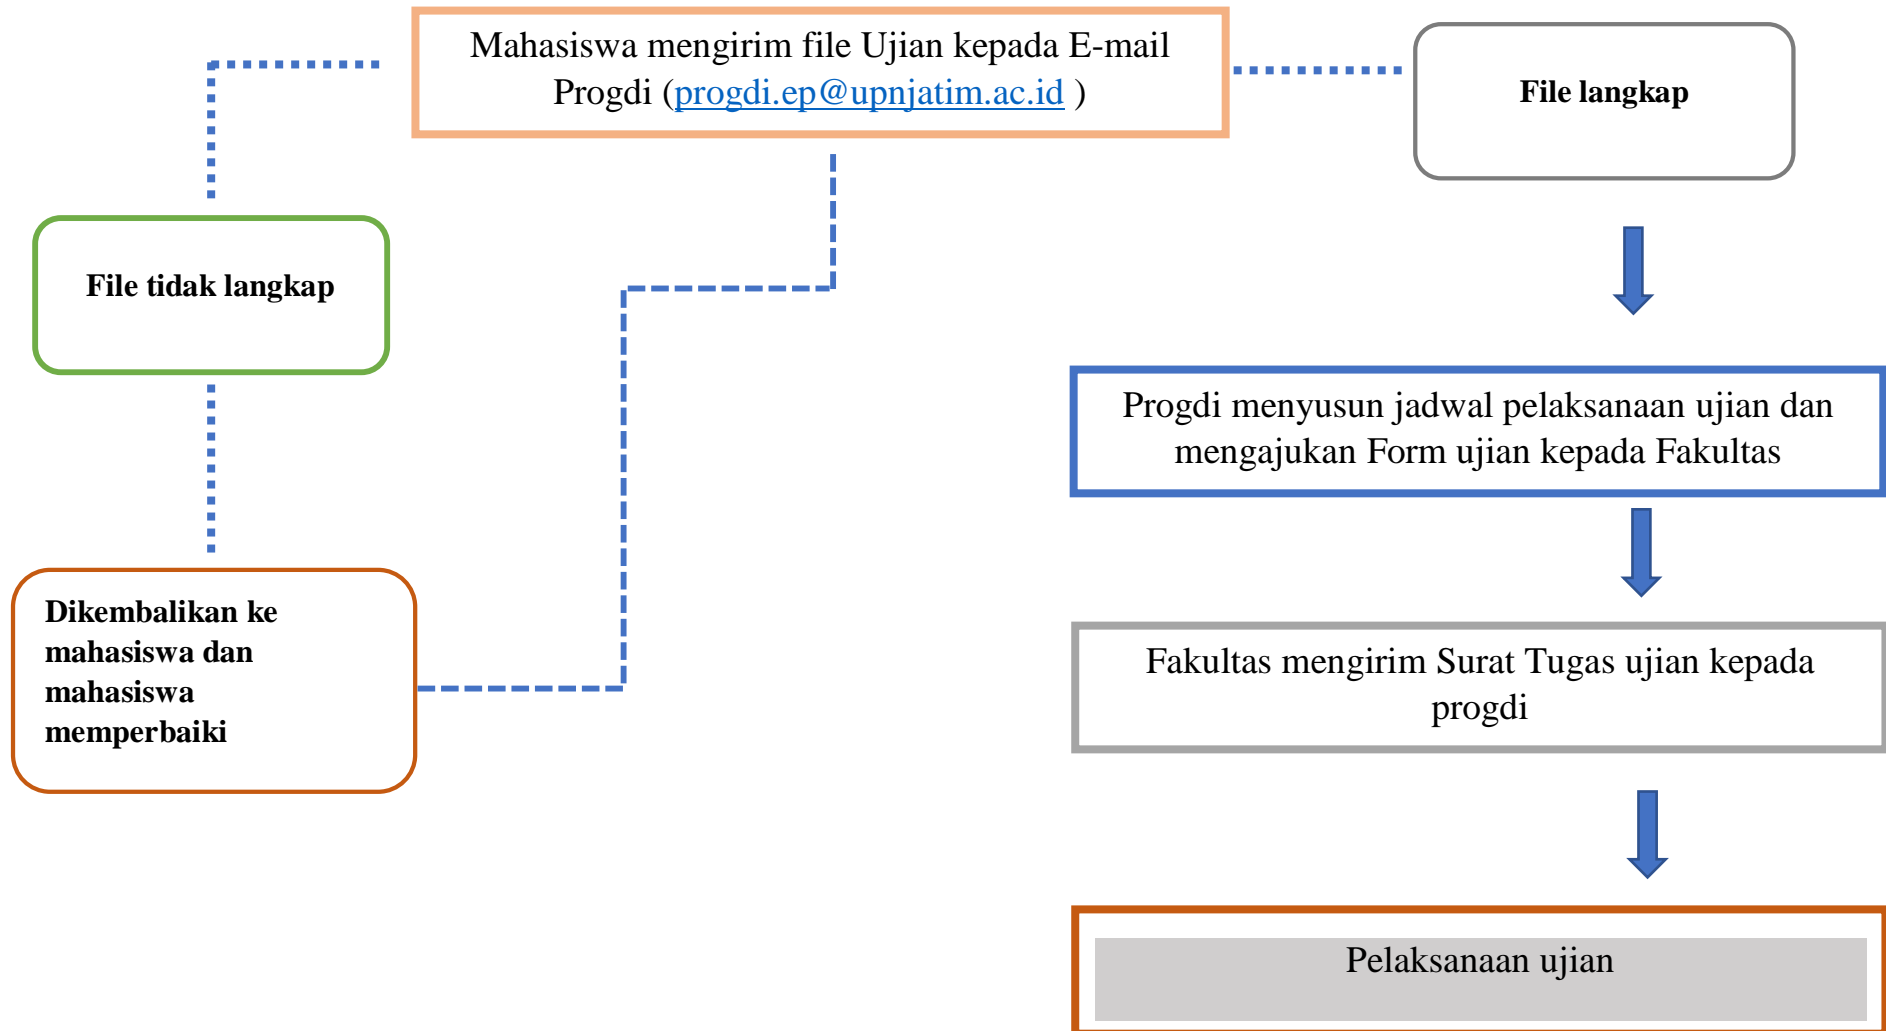 Mahasiswa mengirim file Ujian kepada E-mail
Progdi (progdi.ep@upnjatim.ac.id )
File langkap
File tidak langkap
Progdi menyusun jadwal pelaksanaan ujian dan
mengajukan Form ujian kepada Fakultas
Dikembalikan ke
mahasiswa dan
mahasiswa
memperbaiki
Fakultas mengirim Surat Tugas ujian kepada
progdi
Pelaksanaan ujian